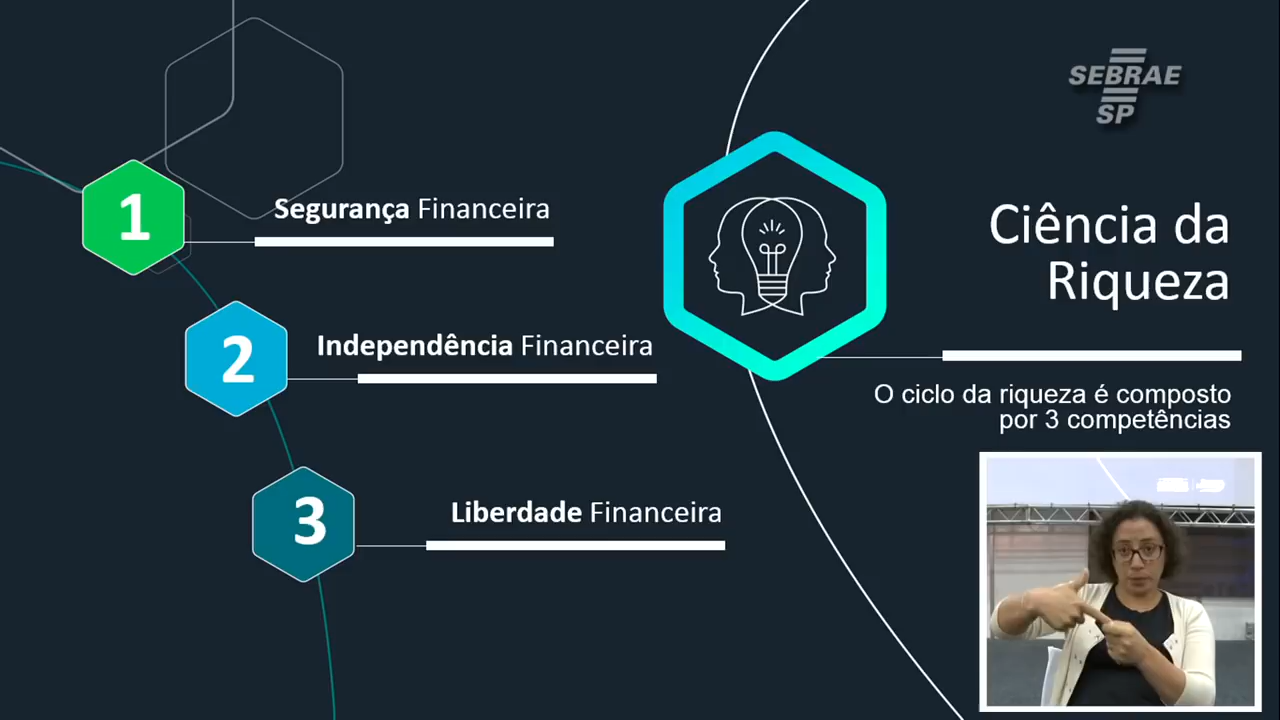 SEBRAE
SP
1
Segurança Financeira
2
Independência Financeira
3
Liberdade Financeira
Ciência da
Riqueza
O ciclo da riqueza é composto
por 3 competências